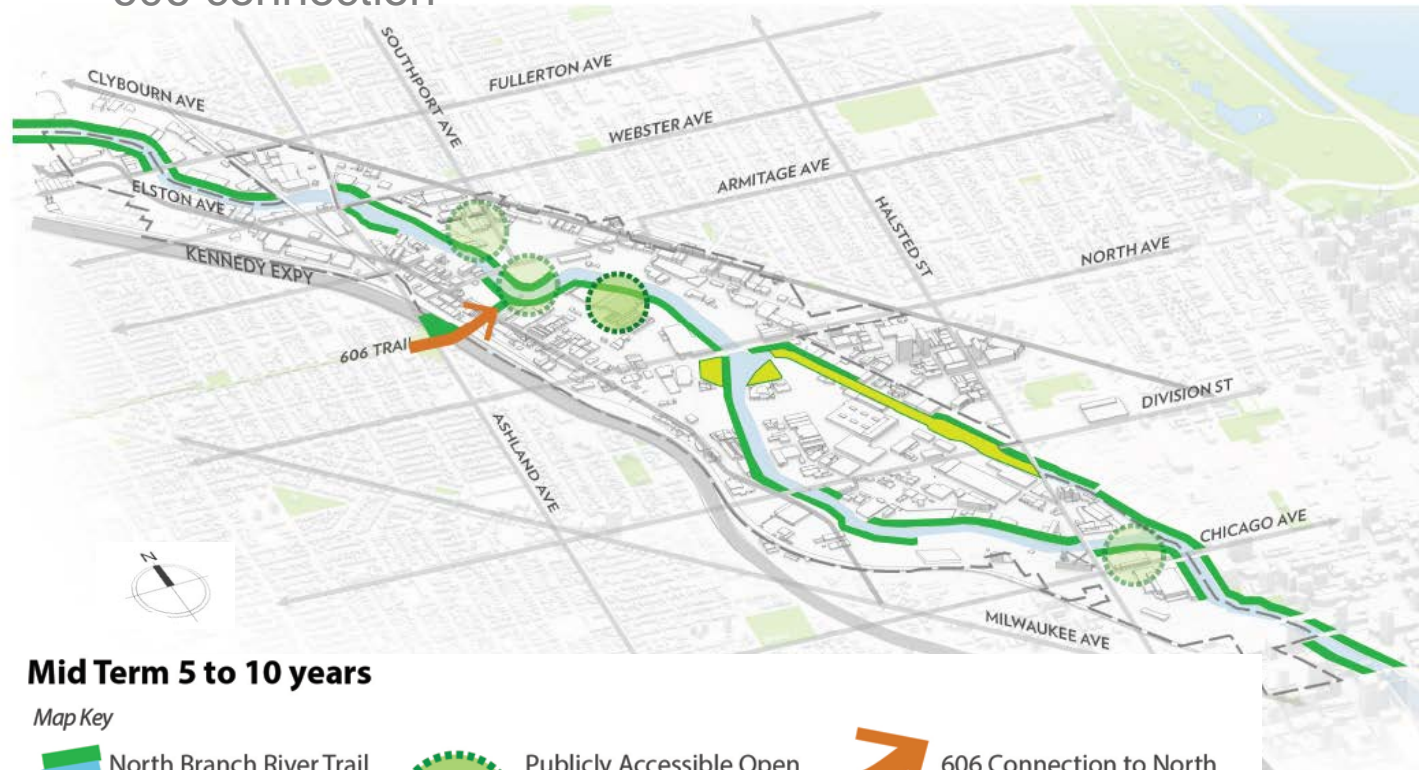 606 connection
CLYBOURN AVE
SOUTHPORT AVE
FULLERTON AVE
WEBSTER AVE
ARMITAGE AVE
HALSTED ST
NORTH AVE
ELSTON AVE
KENNEDY EXPY
606 TRAIL
DIVISION ST
ASHLAND AVE
CHICAGO AVE
MILWAUKEE AVE
N
Mid Term 5 to 10 years
Map Key
North Branch River Trail
Publicly Accessible Open
606 Connection to North